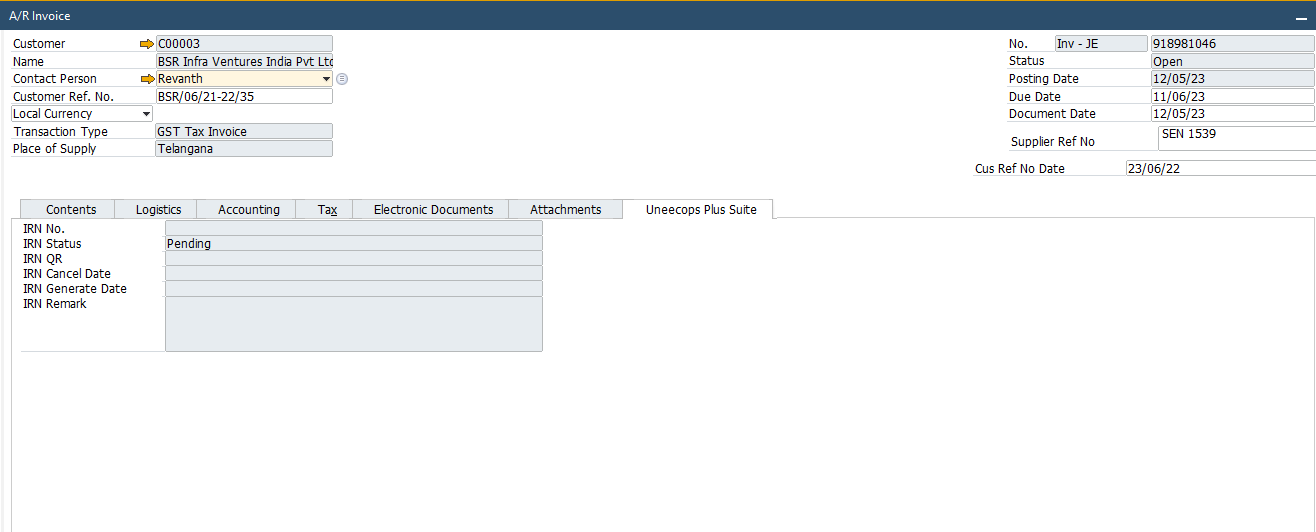 A/R Invoice
Customer C00003
Name BSR Infra Ventures India Pvt Ltd
Contact Person Revanth
Customer Ref. No. BSR/06/21-22/35
Local Currency
Transaction Type GST Tax Invoice
Place of Supply Telangana
No. Inv - JE 918981046
Status Open
Posting Date 12/05/23
Due Date 11/06/23
Document Date 12/05/23
Supplier Ref No SEN 1539
Cus Ref No Date 23/06/22
Contents Logistics Accounting Tax Electronic Documents Attachments Uneecops Plus Suite
IRN No.
IRN Status Pending
IRN QR
IRN Cancel Date
IRN Generate Date
IRN Remark